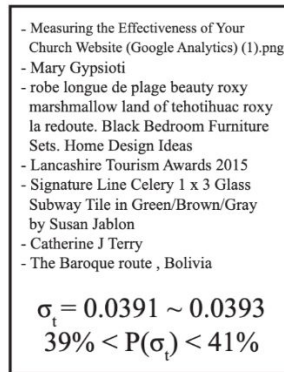 - Measuring the Effectiveness of Your
Church Website (Google Analytics) (1).png
- Mary Gypsioti
- robe longue de plage beauty roxy
marshmallow land of tehotihuac roxy
la redoute. Black Bedroom Furniture
Sets. Home Design Ideas
- Lancashire Tourism Awards 2015
- Signature Line Celery 1 x 3 Glass
Subway Tile in Green/Brown/Gray
by Susan Jablon
- Catherine J Terry
- The Baroque route , Bolivia
σt = 0.0391 ~ 0.0393
39% < P(σt) < 41%